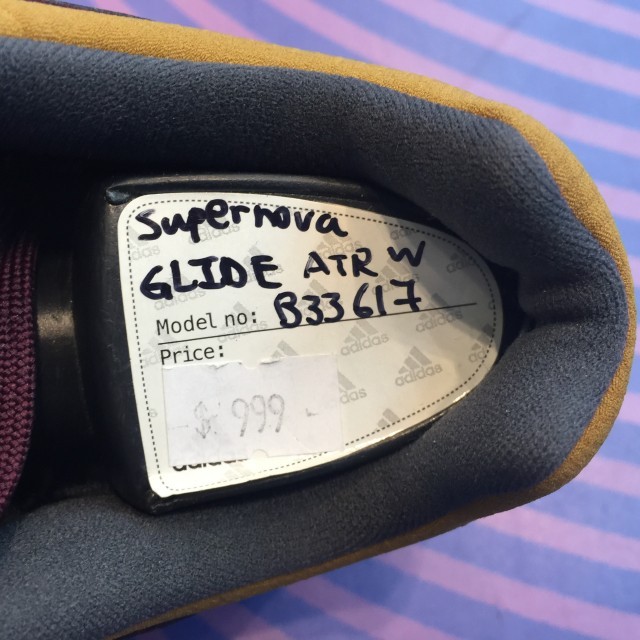 Supernova
GLIDE ATR W
Model no: B33617
Price:
$ 999 -
adidas